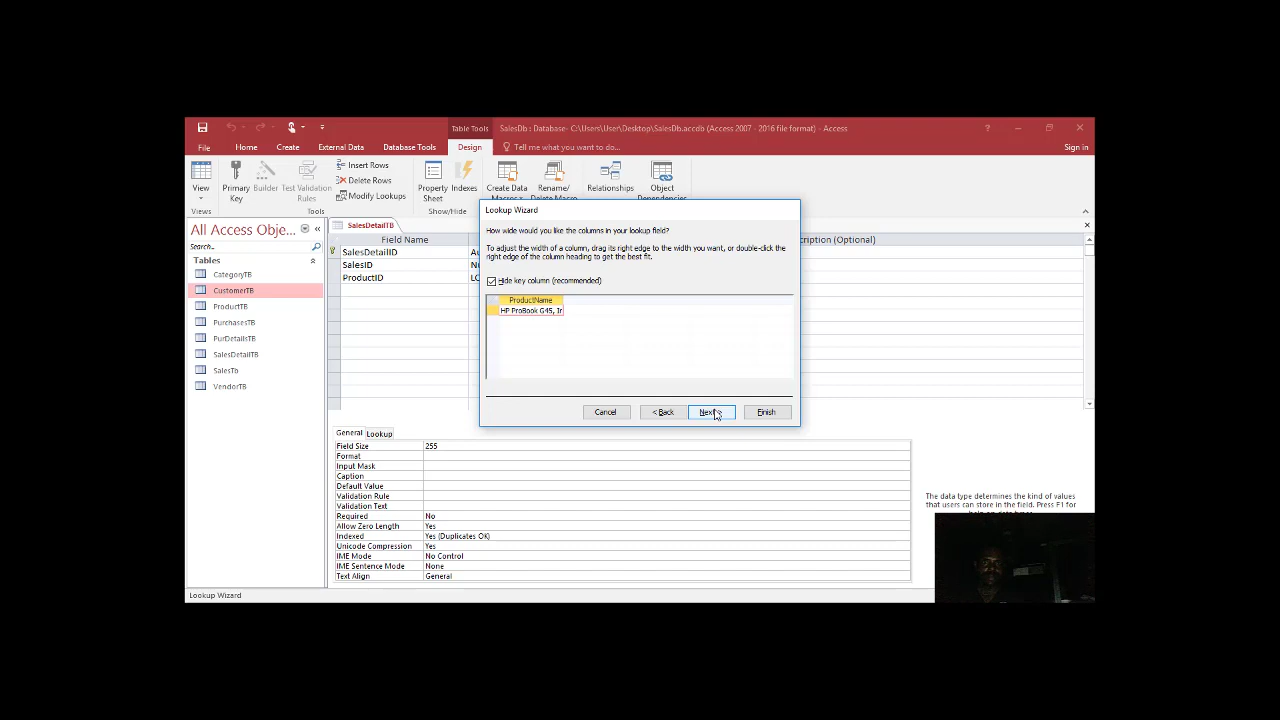 Table Tools
SalesDb : Database- C:\Users\User\Desktop\SalesDb.accdb (Access 2007 - 2016 file format) - Access
?
File
Home
Create
External Data
Database Tools
Design
Tell me what you want to do...
Sign in
View
Views
Primary Key
Builder
Test Validation Rules
Insert Rows
Delete Rows
Modify Lookups
Tools
Property Sheet
Indexes
Show/Hide
Create Data Macros
Rename/ Delete Macro
Relationships
Object Dependencies
All Access Obje...
Search...
Tables
CategoryTB
CustomerTB
ProductTB
PurchasesTB
PurDetailsTB
SalesDetailTB
SalesTb
VendorTB
SalesDetailTB
Field Name
cription (Optional)
SalesDetailID
Au
SalesID
Nu
ProductID
LO
Lookup Wizard
How wide would you like the columns in your lookup field?
To adjust the width of a column, drag its right edge to the width you want, or double-click the
right edge of the column heading to get the best fit.
Hide key column (recommended)
ProductName
HP ProBook G45, Ir
Cancel
< Back
Next >
Finish
General
Lookup
Field Size 255
Format
Input Mask
Caption
Default Value
Validation Rule
Validation Text
Required No
Allow Zero Length Yes
Indexed Yes (Duplicates OK)
Unicode Compression Yes
IME Mode No Control
IME Sentence Mode None
Text Align General
The data type determines the kind of values
that users can store in the field. Press F1 for
help on data types.
Lookup Wizard